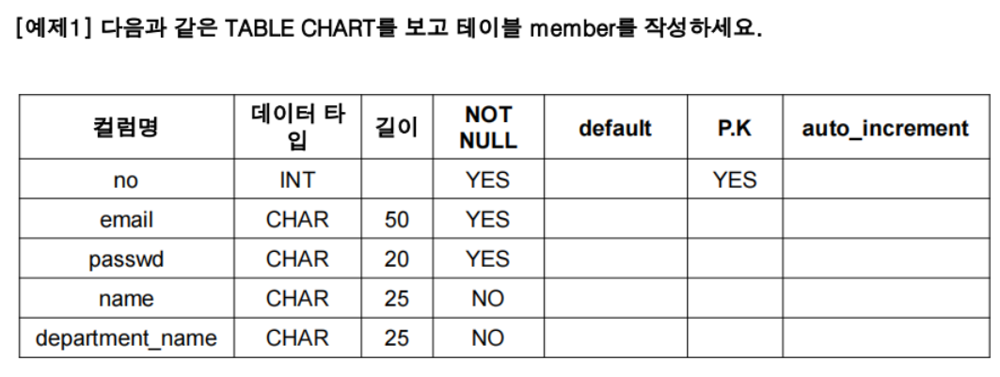 [예제1] 다음과 같은 TABLE CHART를 보고 테이블 member를 작성하세요.
컬럼명 데이터 타입 길이 NOT NULL default P.K auto_increment
no INT YES YES
email CHAR 50 YES
passwd CHAR 20 YES
name CHAR 25 NO
department_name CHAR 25 NO